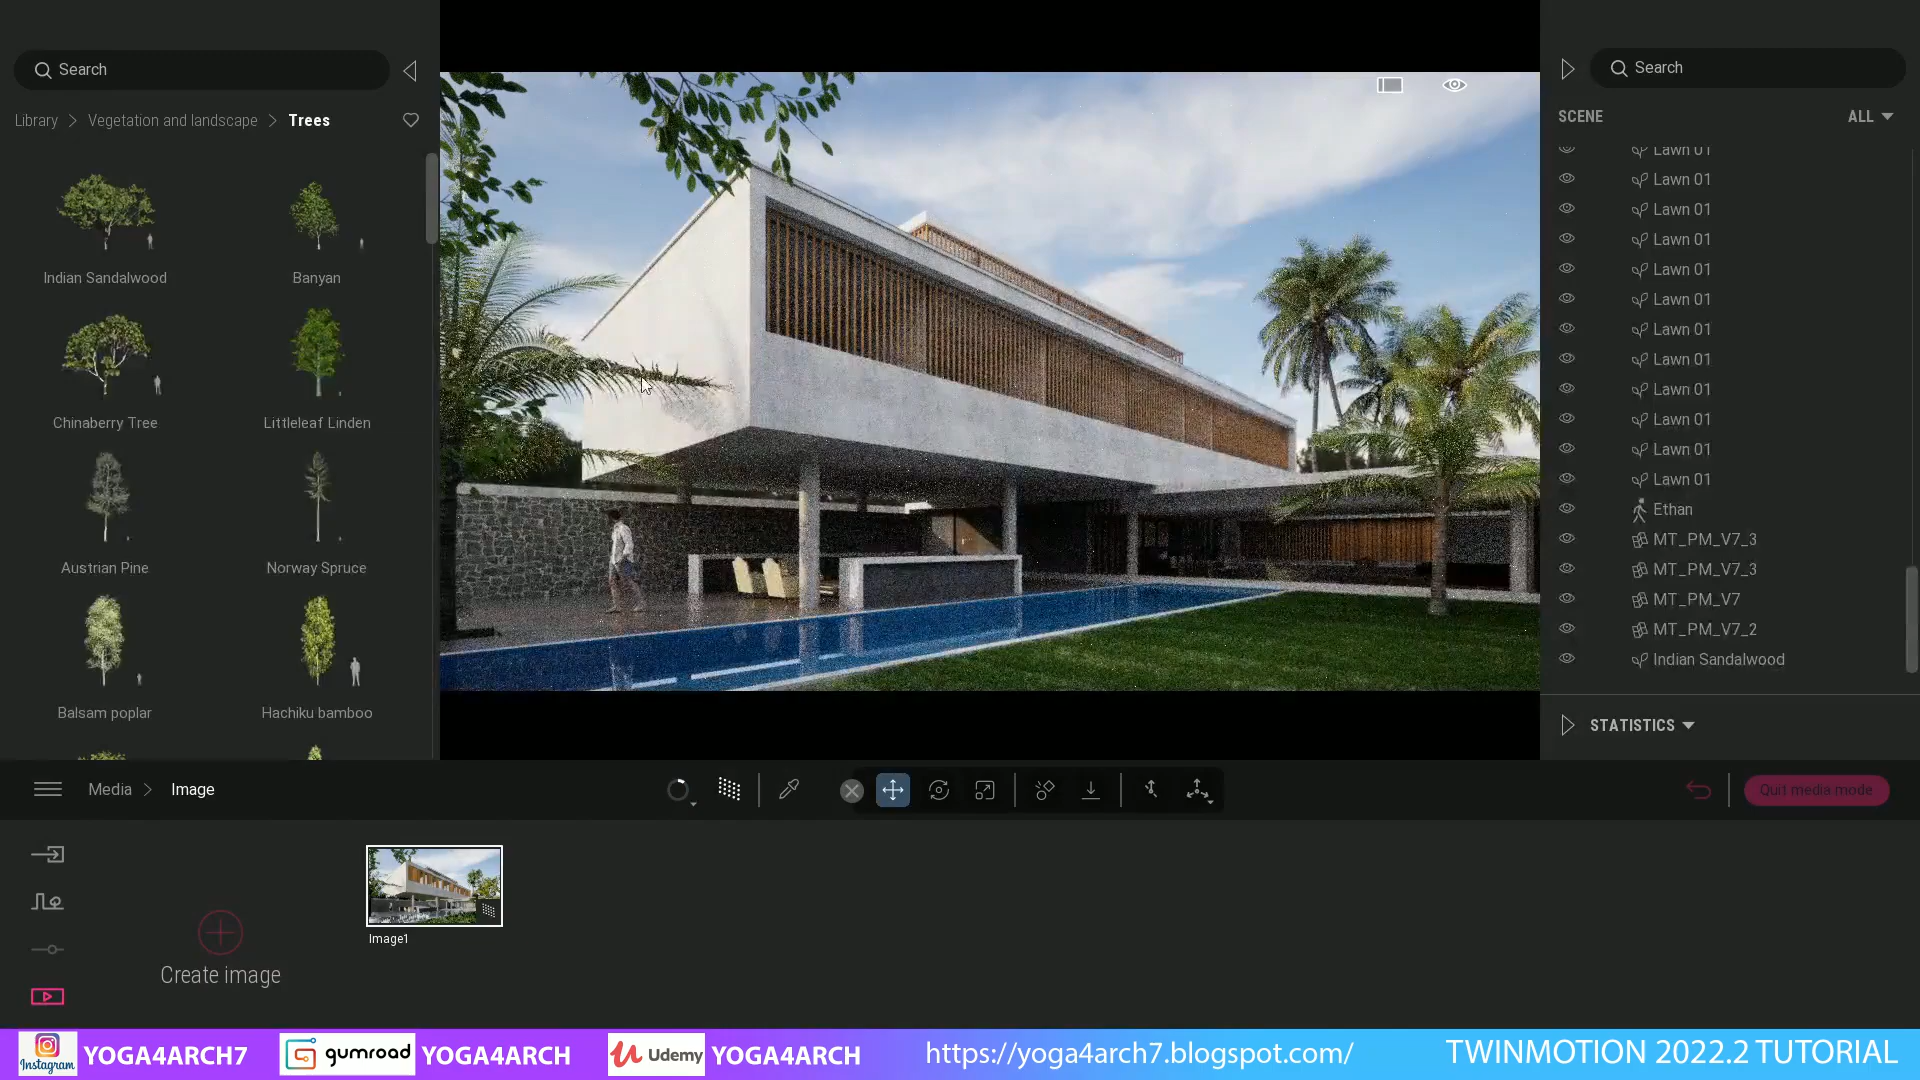 Search
Library > Vegetation and landscape > Trees
Indian Sandalwood
Banyan
Chinaberry Tree
Littleleaf Linden
Austrian Pine
Norway Spruce
Balsam poplar
Hachiku bamboo
Search
SCENE
ALL
Lawn 01
Lawn 01
Lawn 01
Lawn 01
Lawn 01
Lawn 01
Lawn 01
Lawn 01
Lawn 01
Lawn 01
Lawn 01
Lawn 01
Ethan
MT_PM_V7_3
MT_PM_V7_3
MT_PM_V7
MT_PM_V7_2
Indian Sandalwood
STATISTICS
Media > Image
Quit media mode
Create image
Image1
Instagram YOGA4ARCH7
gumroad YOGA4ARCH
Udemy YOGA4ARCH
https://yoga4arch7.blogspot.com/
TWINMOTION 2022.2 TUTORIAL